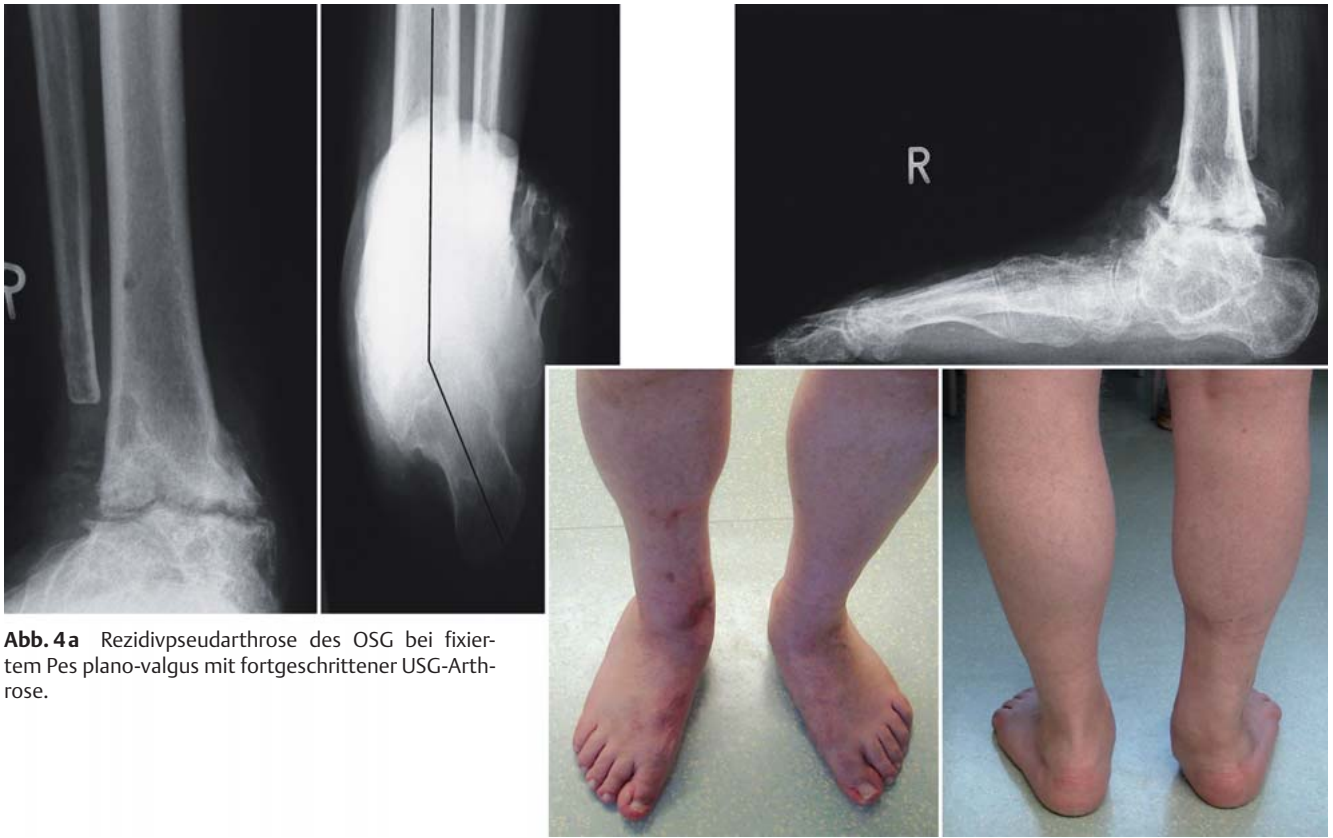 R
R
Abb. 4 a Rezidivpseudarthrose des OSG bei fixier-
tem Pes plano-valgus mit fortgeschrittener USG-Arth-
rose.